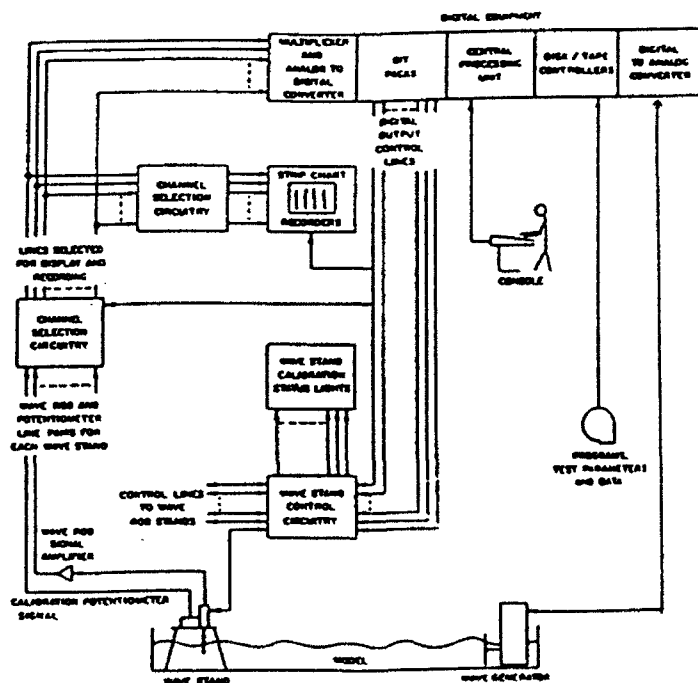 DIGITAL EQUIPMENT
MULTIPLEXER
AND
ANALOG TO
DIGITAL
CONVERTER
BIT
PICAS
CENTRAL
PROCESSING
UNIT
DISK / TAPE
CONTROLLERS
DIGITAL
TO ANALOG
CONVERTER
DIGITAL
OUTPUT
CONTROL
LINES
CHANNEL
SELECTION
CIRCUITRY
STRIP CHART
RECORDERS
LINES SELECTED
FOR DISPLAY AND
RECORDING
CONSOLE
CHANNEL
SELECTION
CIRCUITRY
WAVE STAND
CALIBRATION
STATUS LIGHTS
WAVE ROD AND
POTENTIOMETER
LINE PAIRS FOR
EACH WAVE STAND
PROGRAMS,
TEST PARAMETERS
AND DATA
CONTROL LINES
TO WAVE
ROD STANDS
WAVE STAND
CONTROL
CIRCUITRY
WAVE ROD
SIGNAL
AMPLIFIER
CALIBRATION POTENTIOMETER
SIGNAL
MODEL
WAVE STAND
WAVE GENERATOR